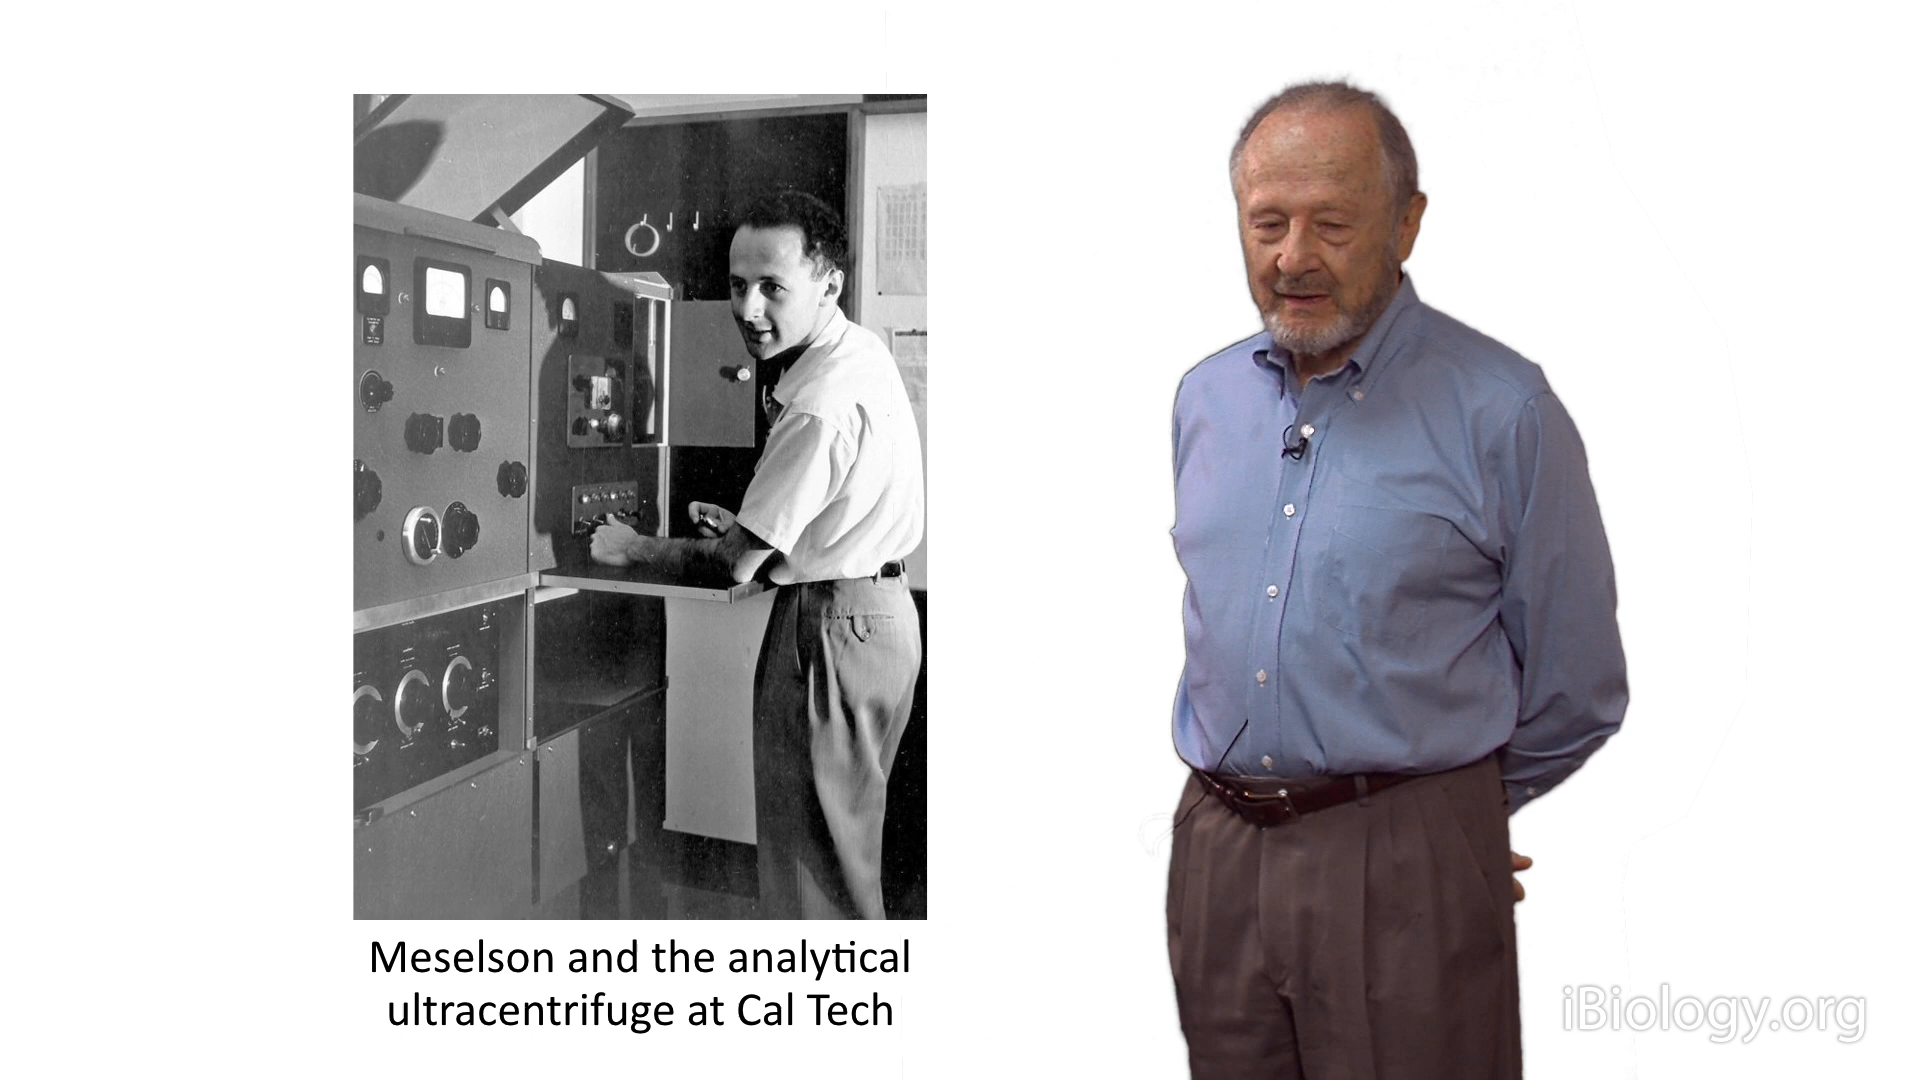 Meselson and the analytical
ultracentrifuge at Cal Tech
iBiology.org